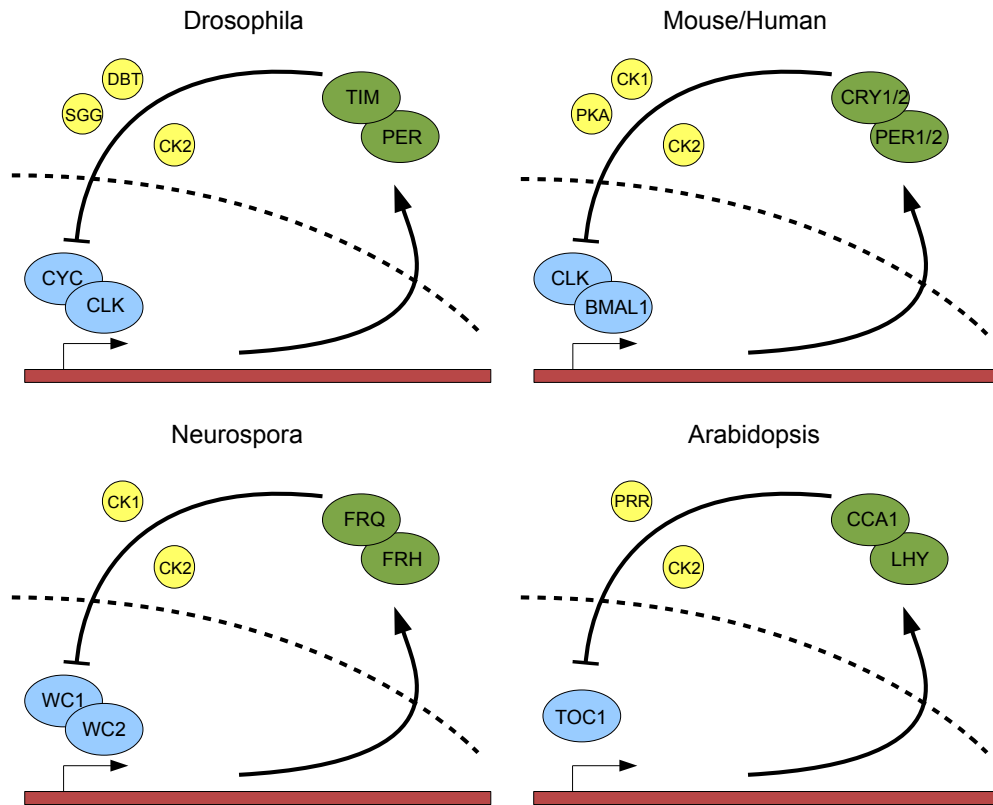 Drosophila
DBT
SGG
CK2
TIM
PER
CYC
CLK
Mouse/Human
CK1
PKA
CK2
CRY1/2
PER1/2
CLK
BMAL1
Neurospora
CK1
CK2
FRQ
FRH
WC1
WC2
Arabidopsis
PRR
CK2
CCA1
LHY
TOC1